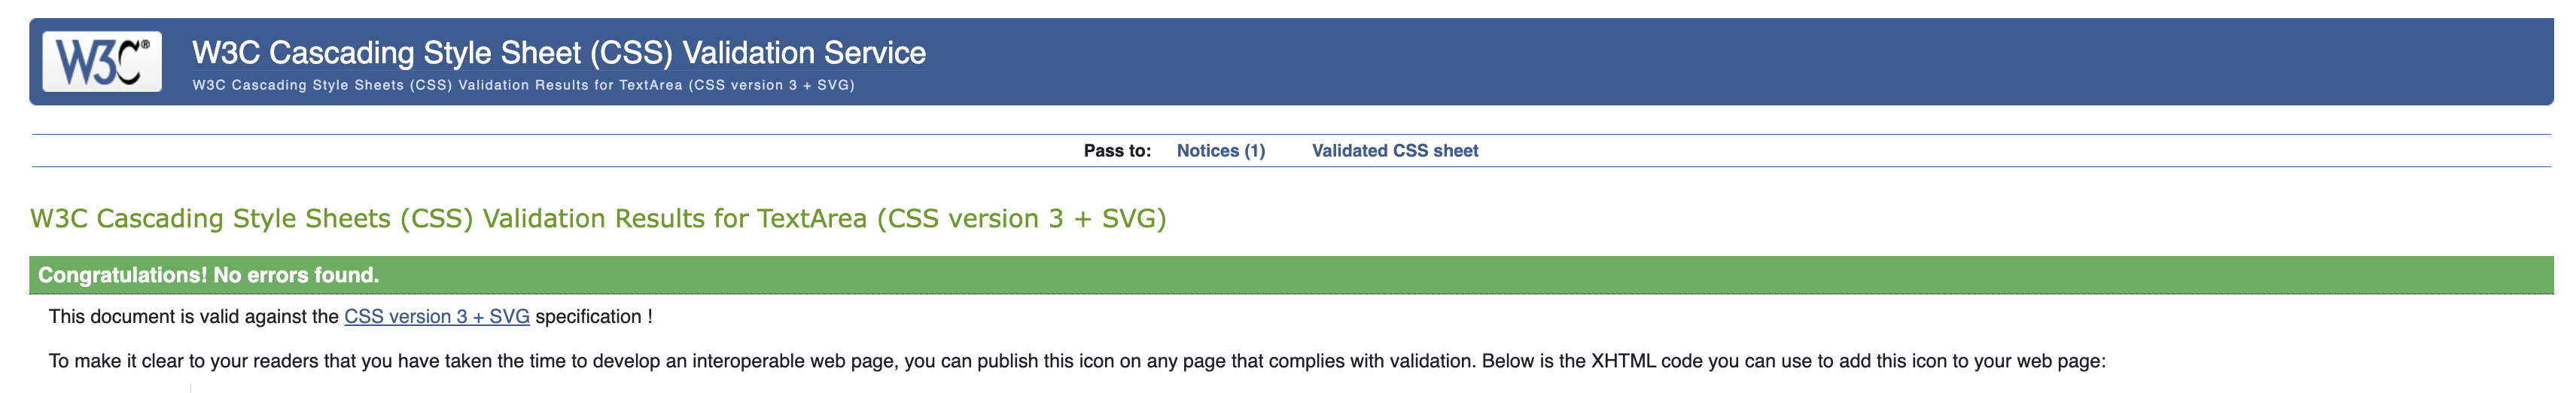 W3C®
W3C Cascading Style Sheet (CSS) Validation Service
W3C Cascading Style Sheets (CSS) Validation Results for TextArea (CSS version 3 + SVG)
Pass to: Notices (1) Validated CSS sheet
W3C Cascading Style Sheets (CSS) Validation Results for TextArea (CSS version 3 + SVG)
Congratulations! No errors found.
This document is valid against the CSS version 3 + SVG specification !
To make it clear to your readers that you have taken the time to develop an interoperable web page, you can publish this icon on any page that complies with validation. Below is the XHTML code you can use to add this icon to your web page: